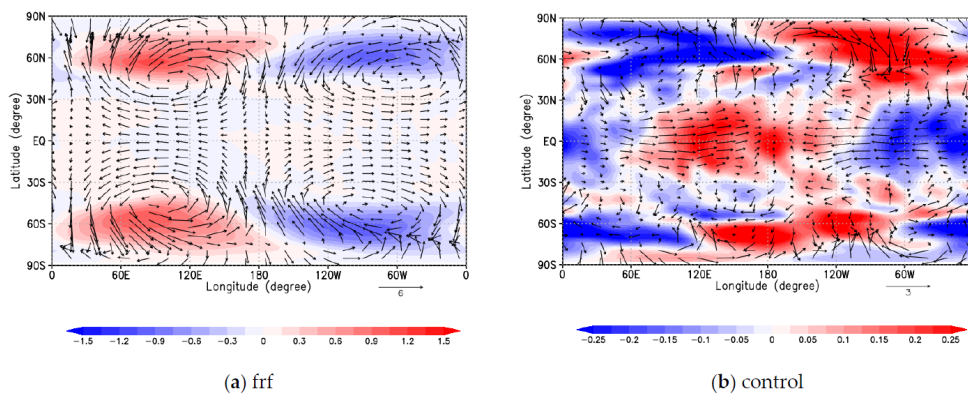 90N
60N
30N
EQ
30S
60S
90S
Latitude (degree)
0 60E 120E 180 120W 60W 0
Longitude (degree)
6
-1.5 -1.2 -0.9 -0.6 -0.3 0 0.3 0.6 0.9 1.2 1.5
(a) frf
90N
60N
30N
EQ
30S
60S
90S
Latitude (degree)
0 60E 120E 180 120W 60W
Longitude (degree)
3
-0.25 -0.2 -0.15 -0.1 -0.05 0 0.05 0.1 0.15 0.2 0.25
(b) control